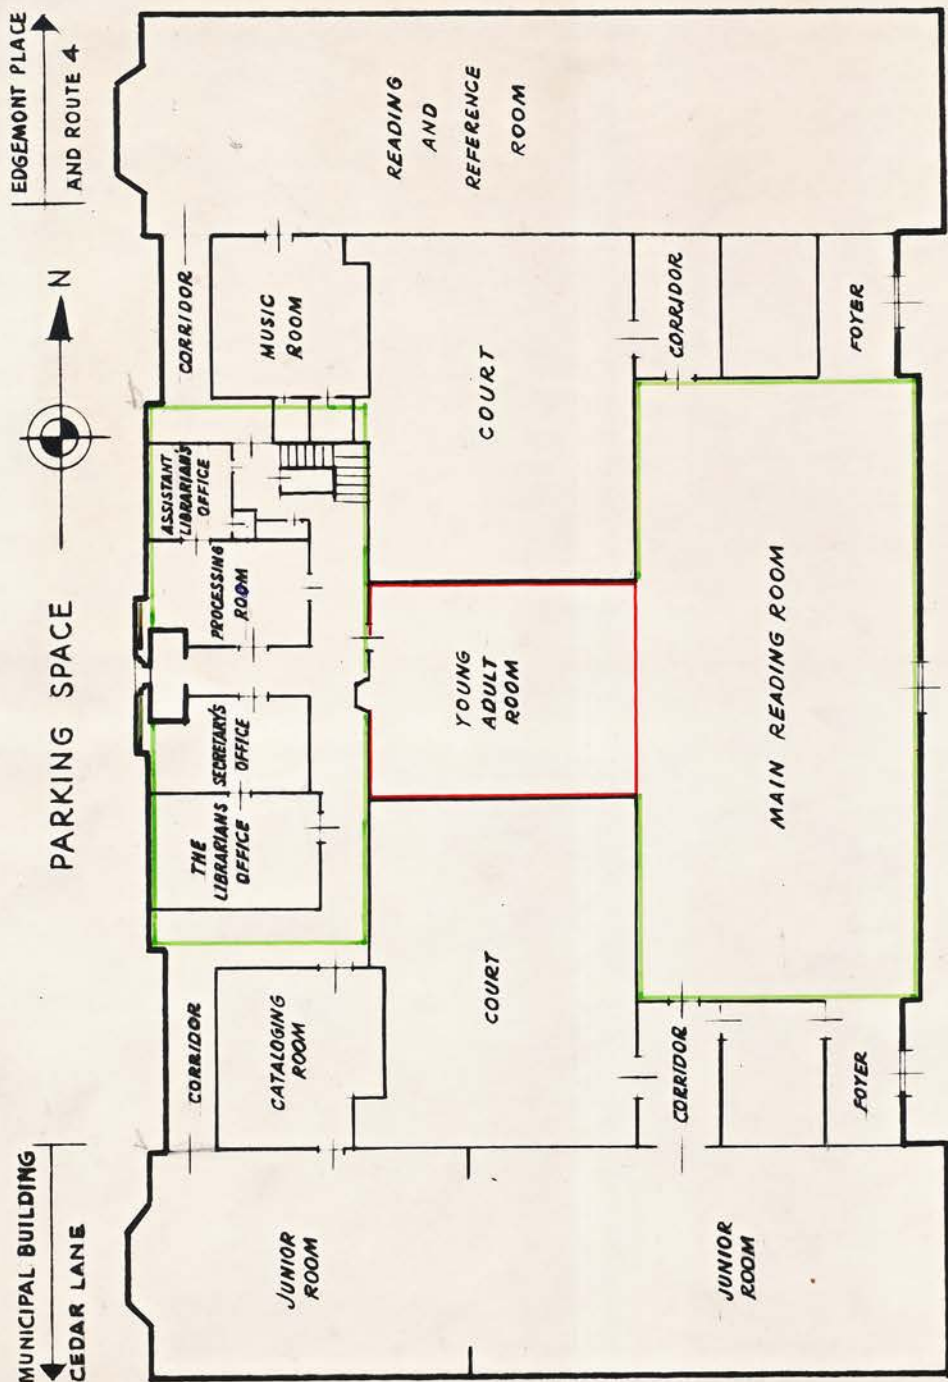 MUNICIPAL BUILDING
CEDAR LANE
PARKING SPACE
N
EDGEMONT PLACE
AND ROUTE 4
CORRIDOR
THE
LIBRARIANS
OFFICE
SECRETARY'S
OFFICE
PROCESSING
ROOM
ASSISTANT
LIBRARIAN'S
OFFICE
CORRIDOR
CATALOGING
ROOM
MUSIC
ROOM
JUNIOR
ROOM
READING
AND
REFERENCE
ROOM
COURT
YOUNG
ADULT
ROOM
COURT
CORRIDOR
CORRIDOR
JUNIOR
ROOM
MAIN READING ROOM
FOYER
FOYER